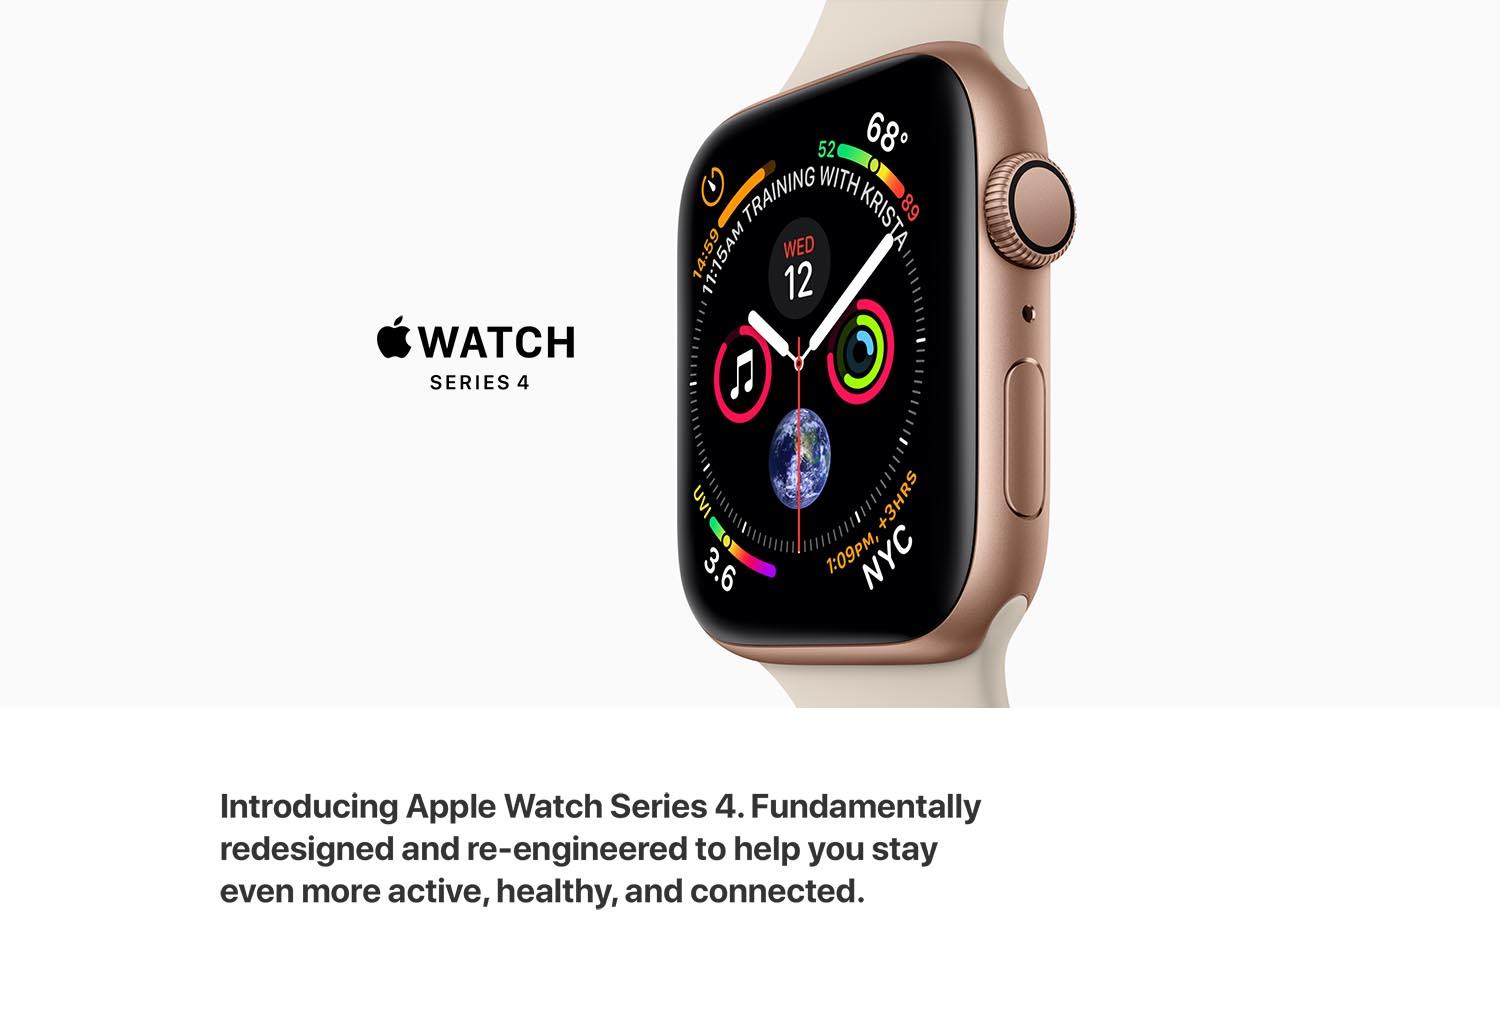 WATCH
SERIES 4
68°
52
89
14:59
11:15AM TRAINING WITH KRISTA
WED
12
UVI
3.6
1:09PM, +3HRS
NYC
Introducing Apple Watch Series 4. Fundamentally
redesigned and re-engineered to help you stay
even more active, healthy, and connected.